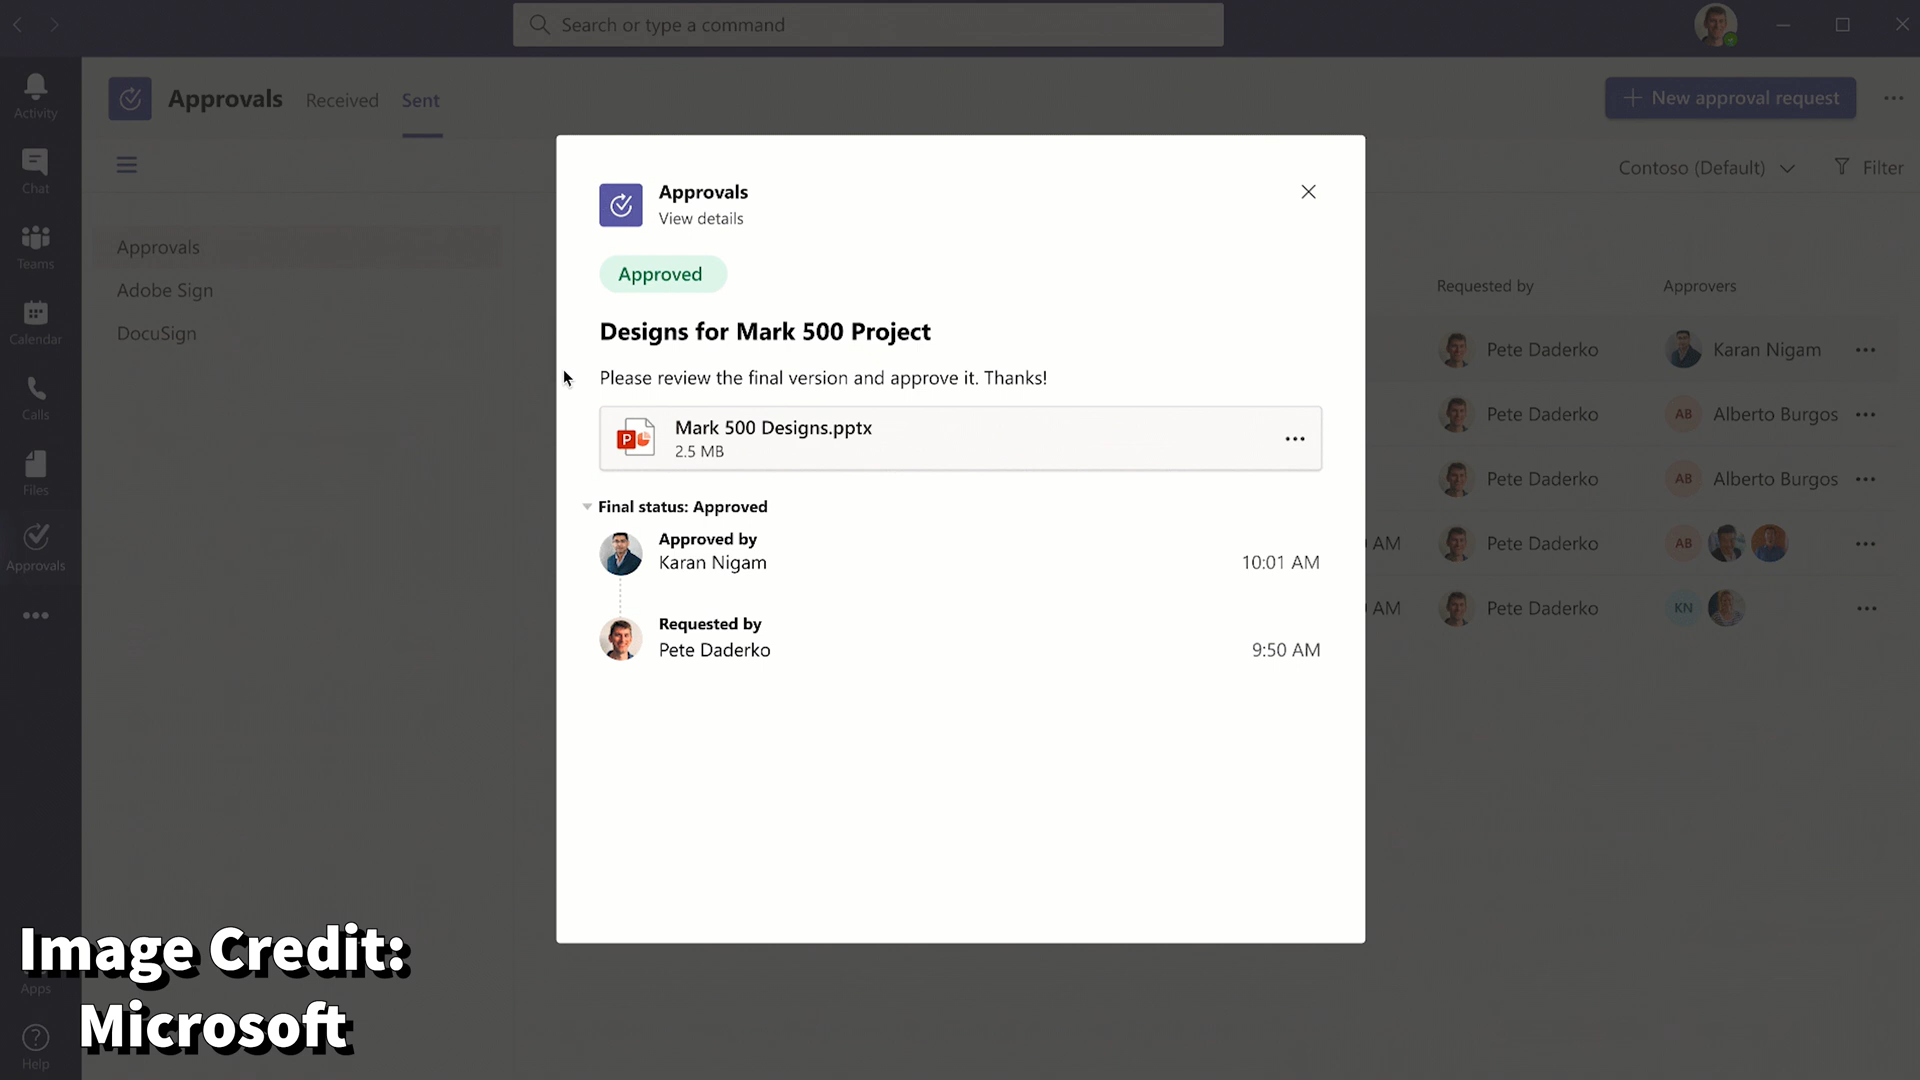 Search or type a command
Activity
Chat
Teams
Calendar
Calls
Files
Approvals
Apps
Help
Approvals Received Sent
New approval request
Contoso (Default)
Filter
Approvals
Adobe Sign
DocuSign
Requested by Approvers
Pete Daderko Karan Nigam
Pete Daderko AB Alberto Burgos
Pete Daderko AB Alberto Burgos
AM Pete Daderko AB
AM Pete Daderko KN
Approvals
View details
Approved
Designs for Mark 500 Project
Please review the final version and approve it. Thanks!
P
Mark 500 Designs.pptx
2.5 MB
Final status: Approved
Approved by
Karan Nigam 10:01 AM
Requested by
Pete Daderko 9:50 AM
Image Credit:
Microsoft